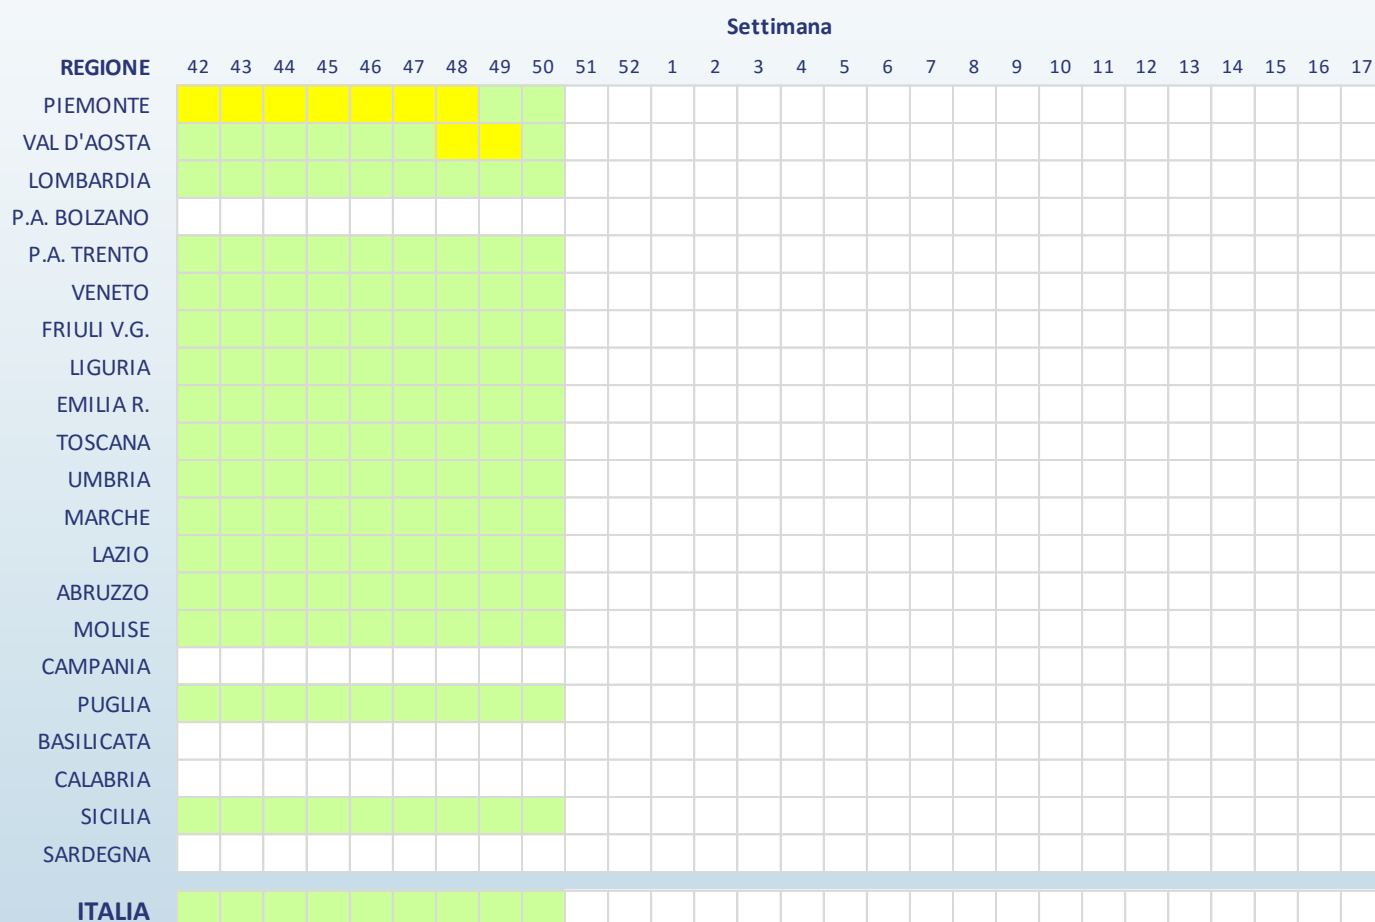 Settimana
REGIONE 42 43 44 45 46 47 48 49 50 51 52 1 2 3 4 5 6 7 8 9 10 11 12 13 14 15 16 17
PIEMONTE
VAL D'AOSTA
LOMBARDIA
P.A. BOLZANO
P.A. TRENTO
VENETO
FRIULI V.G.
LIGURIA
EMILIA R.
TOSCANA
UMBRIA
MARCHE
LAZIO
ABRUZZO
MOLISE
CAMPANIA
PUGLIA
BASILICATA
CALABRIA
SICILIA
SARDEGNA
ITALIA